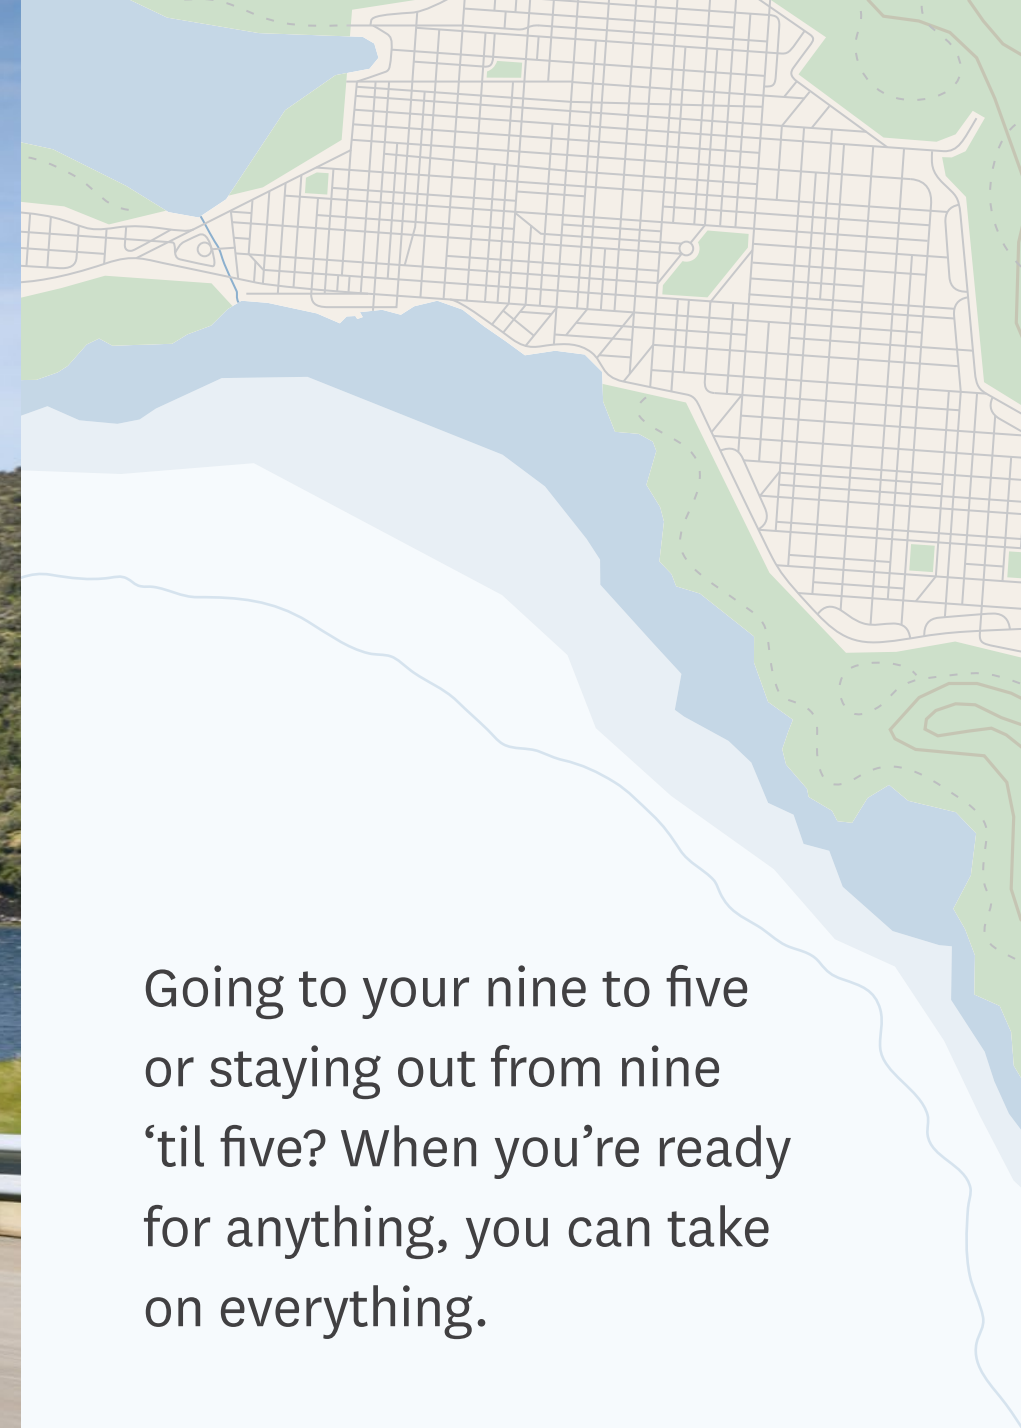 Going to your nine to five
or staying out from nine
‘til five? When you’re ready
for anything, you can take
on everything.